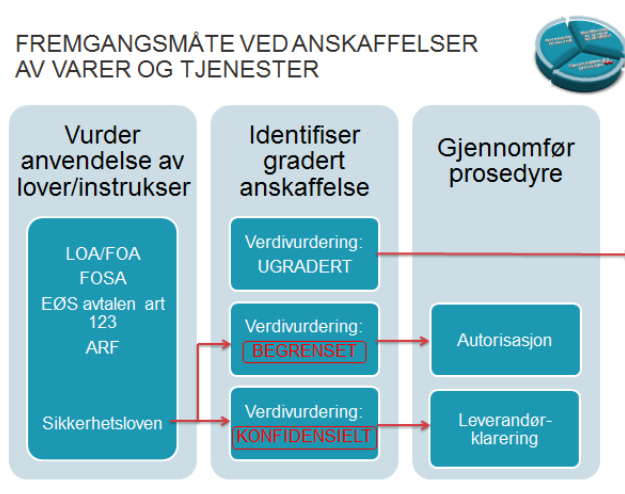 FREMGANGSMÅTE VED ANSKAFFELSER
AV VARER OG TJENESTER
Vurder
anvendelse av
lover/instrukser
LOA/FOA
FOSA
EØS avtalen art
123
ARF
Sikkerhetsloven
Identifiser
gradert
anskaffelse
Verdivurdering:
UGRADERT
Verdivurdering:
BEGRENSET
Verdivurdering:
KONFIDENSIELT
Gjennomfør
prosedyre
Autorisasjon
Leverandør-
klarering